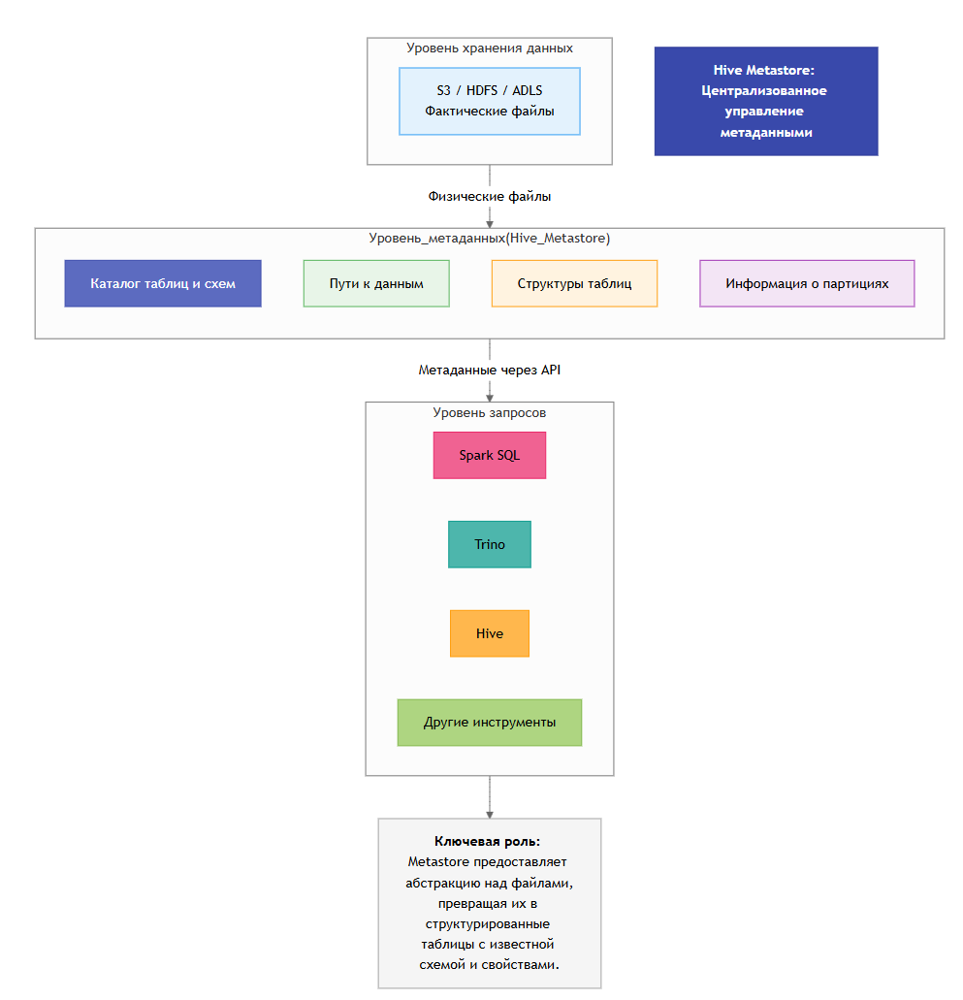 Уровень хранения данных
S3 / HDFS / ADLS
Фактические файлы
Hive Metastore:
Централизованное
управление
метаданными
Физические файлы
Уровень_метаданных(Hive_Metastore)
Каталог таблиц и схем
Пути к данным
Структуры таблиц
Информация о партициях
Метаданные через API
Уровень запросов
Spark SQL
Trino
Hive
Другие инструменты
Ключевая роль:
Metastore предоставляет
абстракцию над файлами,
превращая их в
структурированные
таблицы с известной
схемой и свойствами.